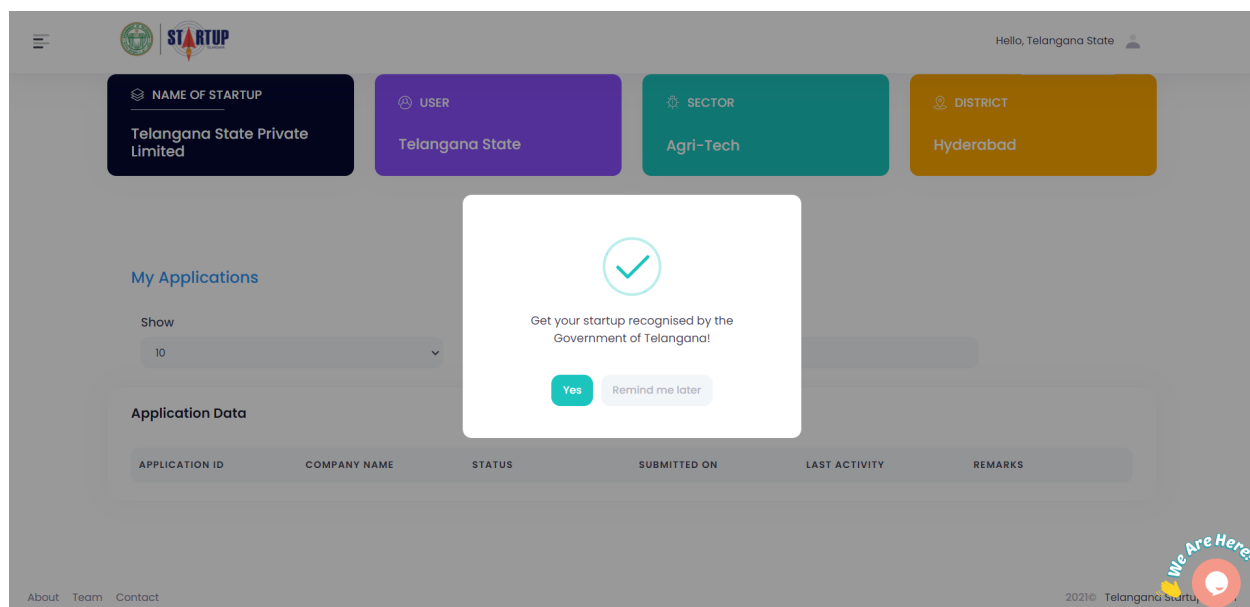 STARTUP
TELANGANA
Hello, Telangana State
NAME OF STARTUP
Telangana State Private
Limited
USER
Telangana State
SECTOR
Agri-Tech
DISTRICT
Hyderabad
Get your startup recognised by the
Government of Telangana!
Yes
Remind me later
My Applications
Show
10
Application Data
APPLICATION ID
COMPANY NAME
STATUS
SUBMITTED ON
LAST ACTIVITY
REMARKS
We Are Here!
About Team Contact
2021© Telangana Startup